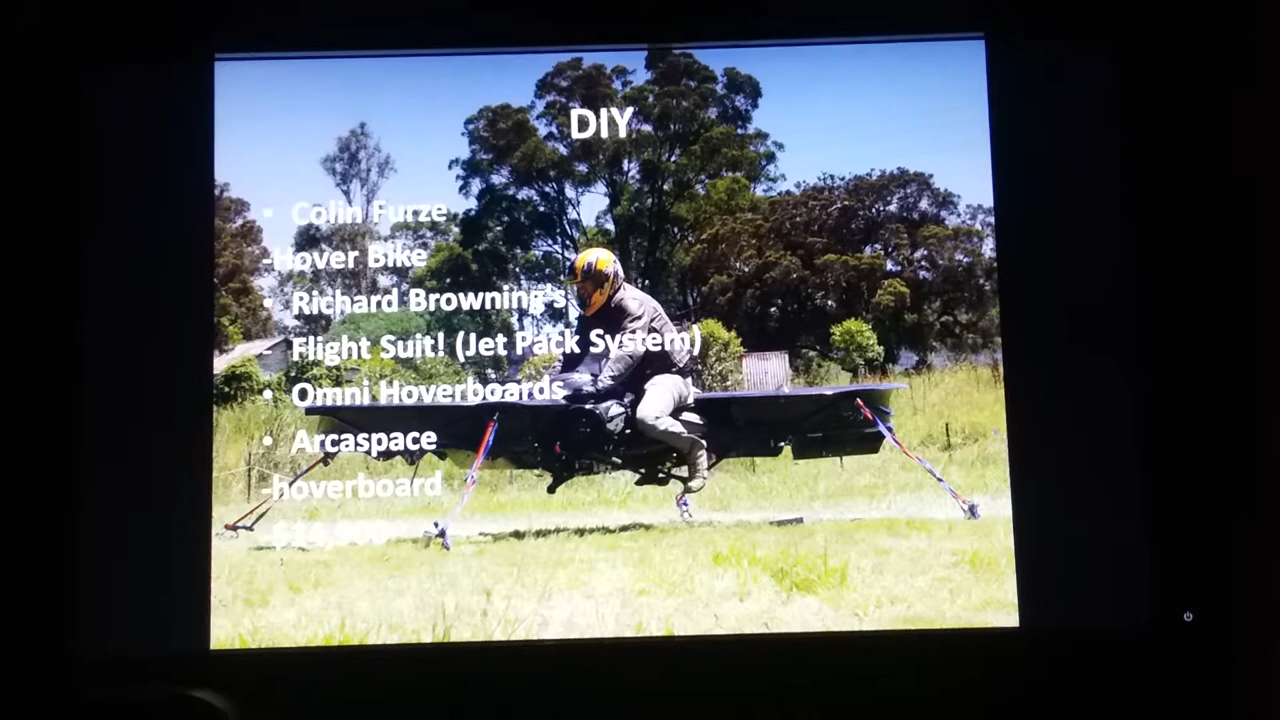 DIY
• Colin Furze
-Hover Bike
• Richard Browning's
- Flight Suit! (Jet Pack System)
• Omni Hoverboards
• Arcaspace
-hoverboard